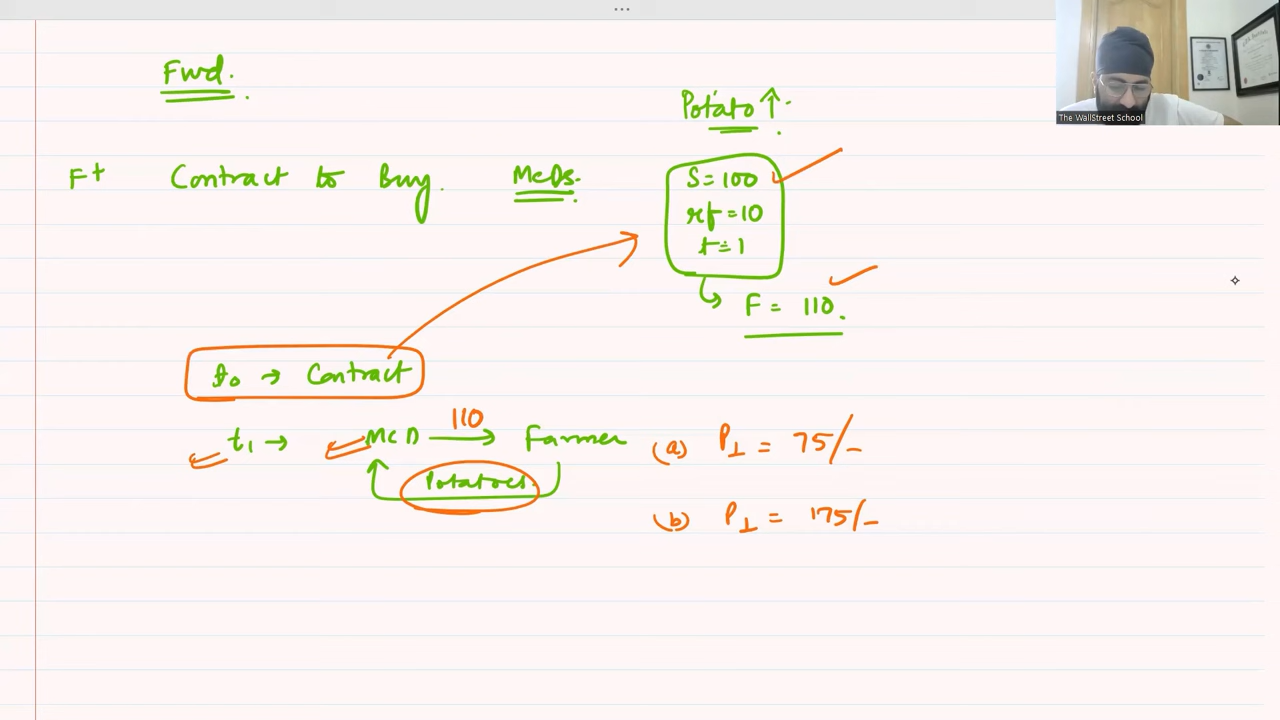 Fwd.
Potato ↑
F+ Contract to Buy. McDs.
S = 100
rf = 10
t = 1
F = 110.
t0 → Contract
110
t1 → McD → Farmer
Potatoes.
(a) P1 = 75/-
(b) P1 = 175/-
The WallStreet School